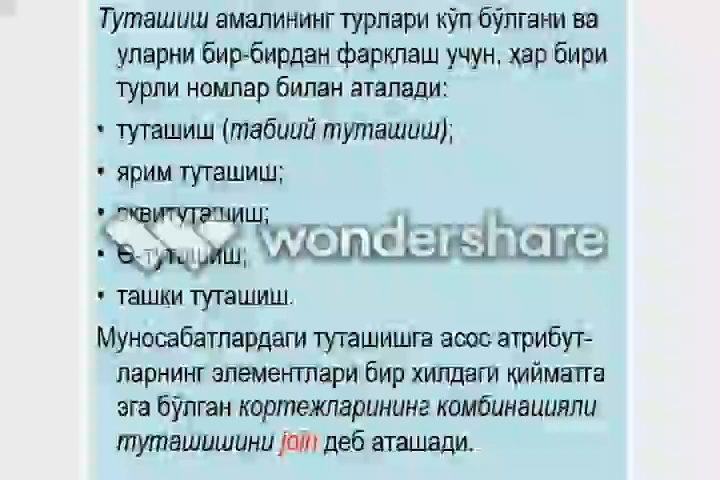 Туташиш амалининг турлари кўп бўлгани ва
уларни бир-бирдан фарклаш учун, ҳар бири
турли номлар билан аталади:
• туташиш (табиий туташиш);
• ярим туташиш;
• эквитуташиш;
• Ө-туташиш;
• ташқи туташиш.
wondershare
Муносабатлардаги туташишга асос атрибут-
ларнинг элементлари бир хилдаги қийматга
эга бўлган кортежларининг комбинацияли
туташишини join деб аташади.